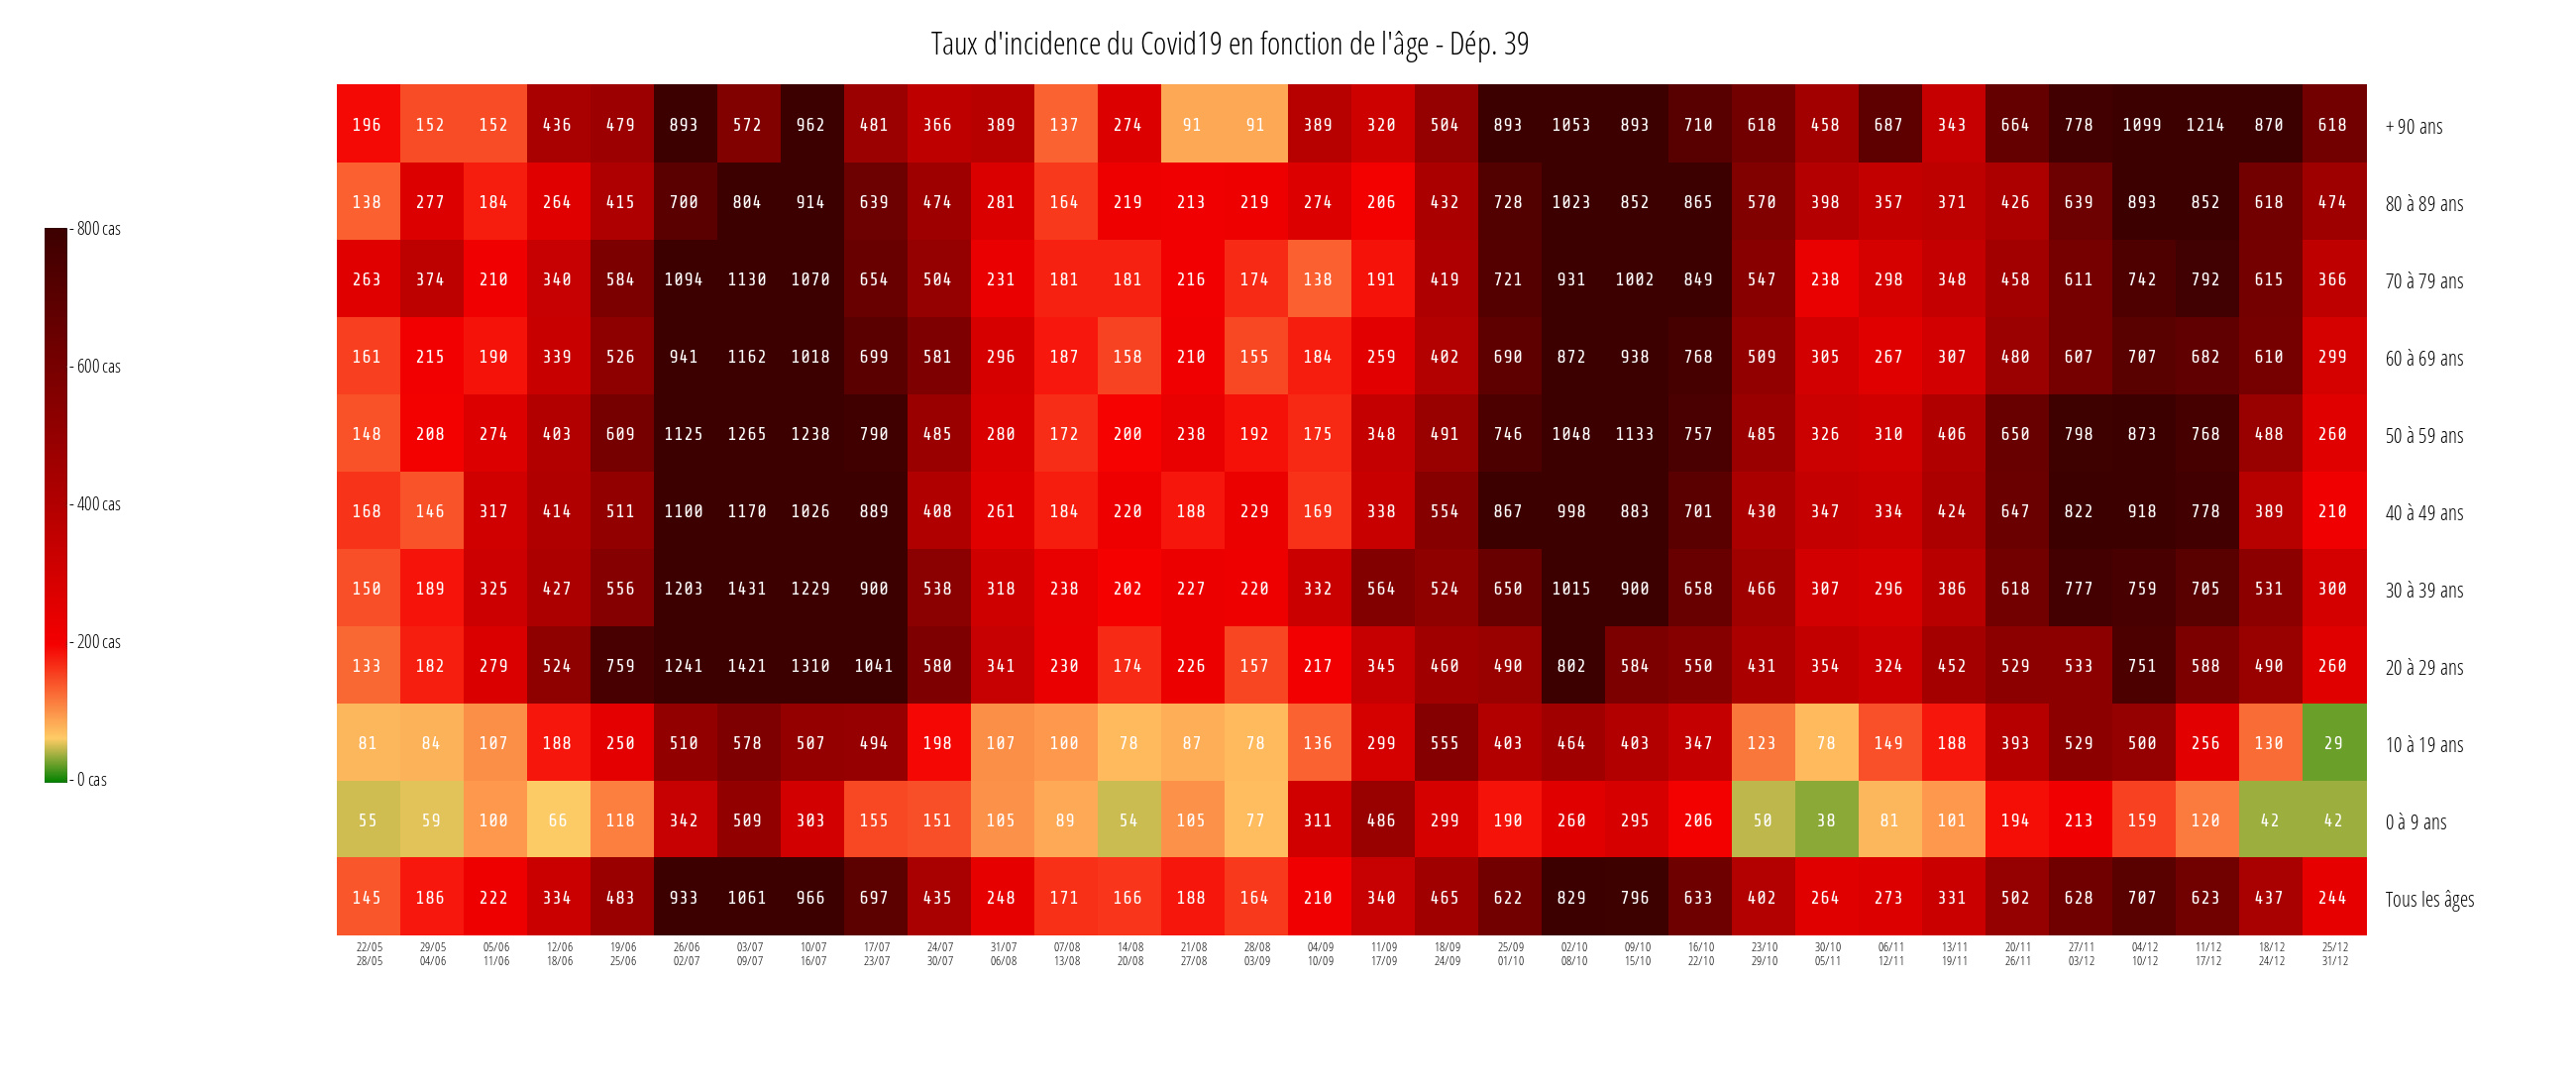 Taux d'incidence du Covid19 en fonction de l'âge - Dép. 39
- 800 cas
- 600 cas
- 400 cas
- 200 cas
- 0 cas
196 152 152 436 479 893 572 962 481 366 389 137 274 91 91 389 320 504 893 1053 893 710 618 458 687 343 664 778 1099 1214 870 618 + 90 ans
138 277 184 264 415 700 804 914 639 474 281 164 219 213 219 274 206 432 728 1023 852 865 570 398 357 371 426 639 893 852 618 474 80 à 89 ans
263 374 210 340 584 1094 1130 1070 654 504 231 181 181 216 174 138 191 419 721 931 1002 849 547 238 298 348 458 611 742 792 615 366 70 à 79 ans
161 215 190 339 526 941 1162 1018 699 581 296 187 158 210 155 184 259 402 690 872 938 768 509 305 267 307 480 607 707 682 610 299 60 à 69 ans
148 208 274 403 609 1125 1265 1238 790 485 280 172 200 238 192 175 348 491 746 1048 1133 757 485 326 310 406 650 798 873 768 488 260 50 à 59 ans
168 146 317 414 511 1100 1170 1026 889 408 261 184 220 188 229 169 338 554 867 998 883 701 430 347 334 424 647 822 918 778 389 210 40 à 49 ans
150 189 325 427 556 1203 1431 1229 900 538 318 238 202 227 220 332 564 524 650 1015 900 658 466 307 296 386 618 777 759 705 531 300 30 à 39 ans
133 182 279 524 759 1241 1421 1310 1041 580 341 230 174 226 157 217 345 460 490 802 584 550 431 354 324 452 529 533 751 588 490 260 20 à 29 ans
81 84 107 188 250 510 578 507 494 198 107 100 78 87 78 136 299 555 403 464 403 347 123 78 149 188 393 529 500 256 130 29 10 à 19 ans
55 59 100 66 118 342 509 303 155 151 105 89 54 105 77 311 486 299 190 260 295 206 50 38 81 101 194 213 159 120 42 42 0 à 9 ans
145 186 222 334 483 933 1061 966 697 435 248 171 166 188 164 210 340 465 622 829 796 633 402 264 273 331 502 628 707 623 437 244 Tous les âges
22/05 29/05 05/06 12/06 19/06 26/06 03/07 10/07 17/07 24/07 31/07 07/08 14/08 21/08 28/08 04/09 11/09 18/09 25/09 02/10 09/10 16/10 23/10 30/10 06/11 13/11 20/11 27/11 04/12 11/12 18/12 25/12
28/05 04/06 11/06 18/06 25/06 02/07 09/07 16/07 23/07 30/07 06/08 13/08 20/08 27/08 03/09 10/09 17/09 24/09 01/10 08/10 15/10 22/10 29/10 05/11 12/11 19/11 26/11 03/12 10/12 17/12 24/12 31/12